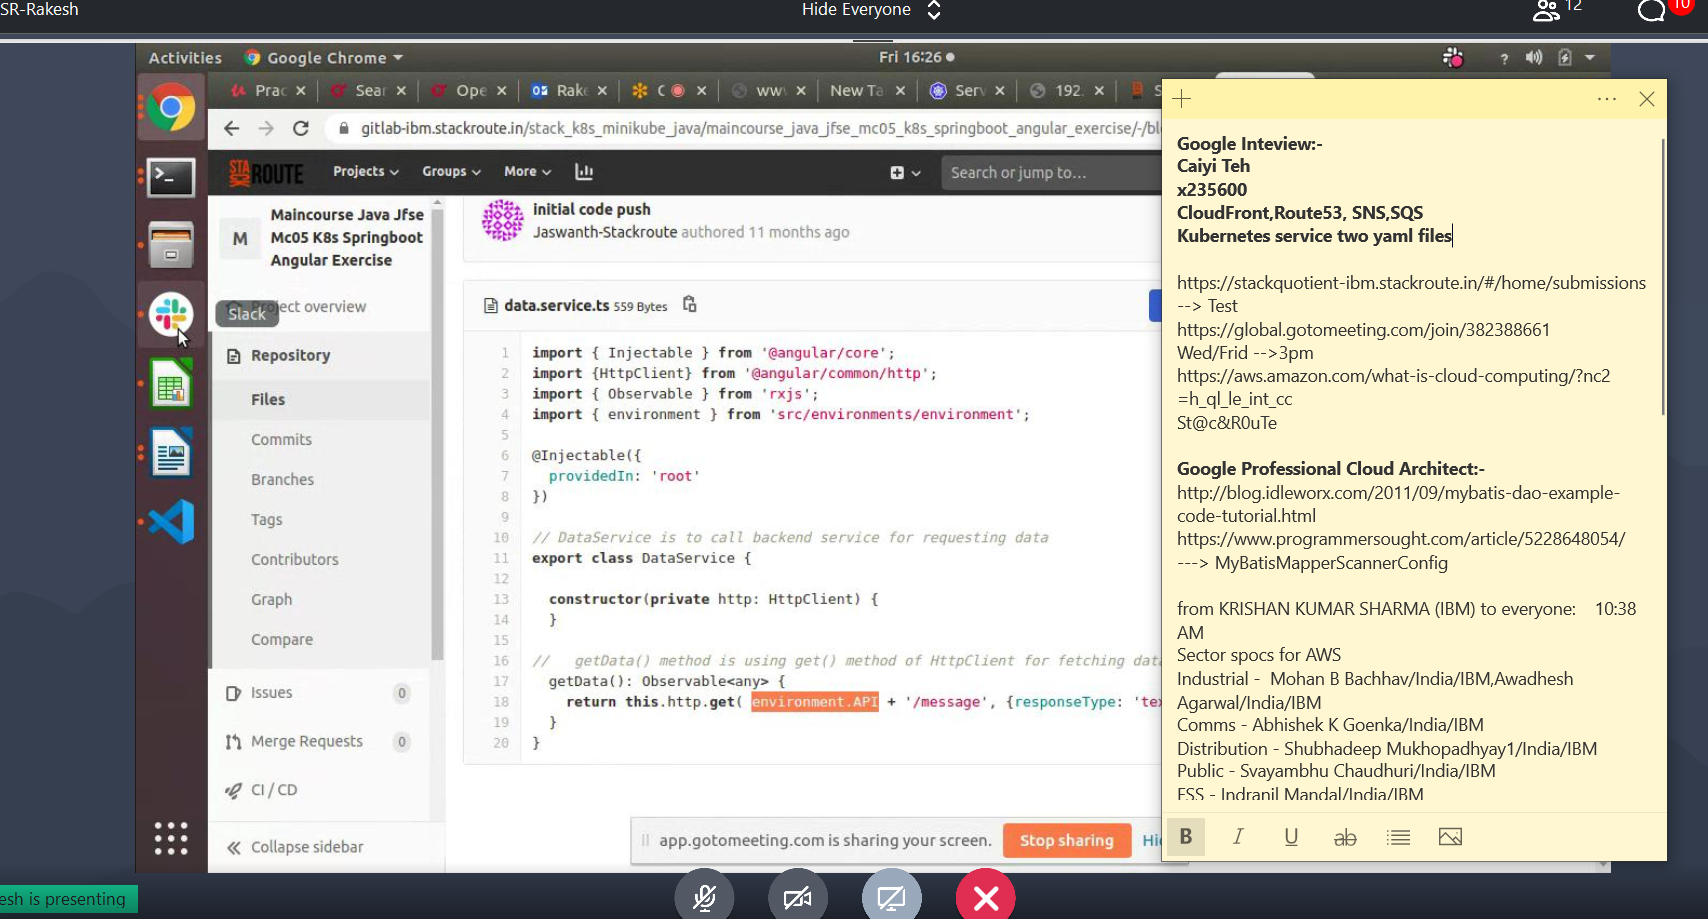 SR-Rakesh
Hide Everyone
12
10
Activities
Google Chrome
Fri 16:26
?
Prac
Sear
Ope
Rake
C
ww
New Ta
Serv
192.
S
gitlab-ibm.stackroute.in/stack_k8s_minikube_java/maincourse_java_jfse_mc05_k8s_springboot_angular_exercise/-/bl
STA
ROUTE
Projects
Groups
More
Search or jump to...
M
Maincourse Java Jfse
Mc05 K8s Springboot
Angular Exercise
Project overview
Slack
Repository
Files
Commits
Branches
Tags
Contributors
Graph
Compare
Issues 0
Merge Requests 0
CI / CD
Collapse sidebar
initial code push
Jaswanth-Stackroute authored 11 months ago
data.service.ts 559 Bytes
1 import { Injectable } from '@angular/core';
2 import {HttpClient} from '@angular/common/http';
3 import { Observable } from 'rxjs';
4 import { environment } from 'src/environments/environment';
5
6 @Injectable({
7 providedIn: 'root'
8 })
9
10 // DataService is to call backend service for requesting data
11 export class DataService {
12
13 constructor(private http: HttpClient) {
14 }
15
16 // getData() method is using get() method of HttpClient for fetching dat
17 getData(): Observable<any> {
18 return this.http.get( environment.API + '/message', {responseType: 'te
19 }
20 }
app.gotomeeting.com is sharing your screen.
Stop sharing
Hi
Google Inteview:-
Caiyi Teh
x235600
CloudFront,Route53, SNS,SQS
Kubernetes service two yaml files
https://stackquotient-ibm.stackroute.in/#/home/submissions
--> Test
https://global.gotomeeting.com/join/382388661
Wed/Frid -->3pm
https://aws.amazon.com/what-is-cloud-computing/?nc2
=h_ql_le_int_cc
St@c&R0uTe
Google Professional Cloud Architect:-
http://blog.idleworx.com/2011/09/mybatis-dao-example-
code-tutorial.html
https://www.programmersought.com/article/5228648054/
---> MyBatisMapperScannerConfig
from KRISHAN KUMAR SHARMA (IBM) to everyone: 10:38
AM
Sector spocs for AWS
Industrial - Mohan B Bachhav/India/IBM,Awadhesh
Agarwal/India/IBM
Comms - Abhishek K Goenka/India/IBM
Distribution - Shubhadeep Mukhopadhyay1/India/IBM
Public - Svayambhu Chaudhuri/India/IBM
FSS - Indranil Mandal/India/IBM
B I U ab
esh is presenting